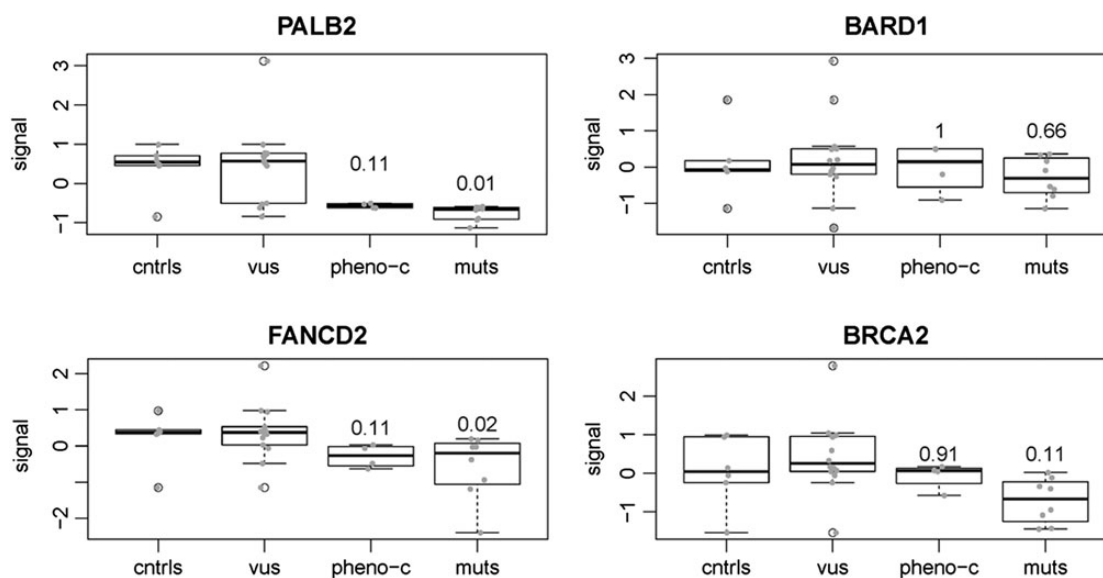 PALB2
signal
3
2
1
0
−1
0.11
0.01
cntrls vus pheno-c muts
BARD1
signal
3
2
1
0
−1
1
0.66
cntrls vus pheno-c muts
FANCD2
signal
2
1
0
−2
0.11
0.02
cntrls vus pheno-c muts
BRCA2
signal
2
1
0
−1
0.91
0.11
cntrls vus pheno-c muts